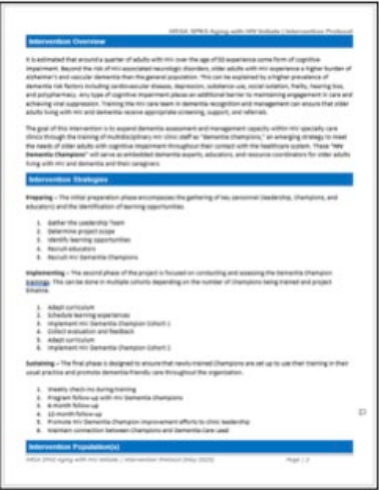 HRSA SPNS Aging with HIV Initiative | Intervention Protocol
Intervention Overview
It is estimated that around a quarter of adults with HIV over the age of 50 experience some form of cognitive
impairment. Beyond the risk of HIV-associated neurologic disorders, older adults with HIV experience a higher burden of
Alzheimer's and vascular dementia than the general population. This can be explained by a higher prevalence of
dementia risk factors including cardiovascular disease, depression, substance use, social isolation, frailty, hearing loss,
and polypharmacy. Any type of cognitive impairment places an additional barrier to maintaining engagement in care and
achieving viral suppression. Training the HIV care team in dementia recognition and management can ensure that older
adults living with HIV and dementia receive appropriate screening, support, and referrals.
The goal of this intervention is to expand dementia assessment and management capacity within HIV specialty care
clinics through the training of multidisciplinary HIV clinic staff as "Dementia Champions," an emerging strategy to meet
the needs of older adults with cognitive impairment throughout their contact with the healthcare system. These "HIV
Dementia Champions" will serve as embedded dementia experts, educators, and resource coordinators for older adults
living with HIV and dementia and their caregivers.
Intervention Strategies
Preparing – The initial preparation phase encompasses the gathering of key personnel (leadership, champions, and
educators) and the identification of learning opportunities.
1. Gather the Leadership Team
2. Determine project scope
3. Identify learning opportunities
4. Recruit educators
5. Recruit HIV Dementia Champions
Implementing – The second phase of the project is focused on conducting and assessing the Dementia Champion
trainings. This can be done in multiple cohorts depending on the number of Champions being trained and project
timeline.
1. Adapt curriculum
2. Schedule learning experiences
3. Implement HIV Dementia Champion Cohort 1
4. Collect evaluation and feedback
5. Adapt curriculum
6. Implement HIV Dementia Champion Cohort 2
Sustaining – The final phase is designed to ensure that newly trained Champions are set up to use their training in their
usual practice and promote dementia-friendly care throughout the organization.
1. Weekly check-ins during training
2. Program follow-up with HIV Dementia Champions
3. 6-month follow-up
4. 12-month follow-up
5. Promote HIV Dementia Champion improvement efforts to clinic leadership
6. Maintain connection between Champions and Dementia Care Lead
Intervention Population(s)
HRSA SPNS Aging with HIV Initiative | Intervention Protocol (May 2025) Page | 2